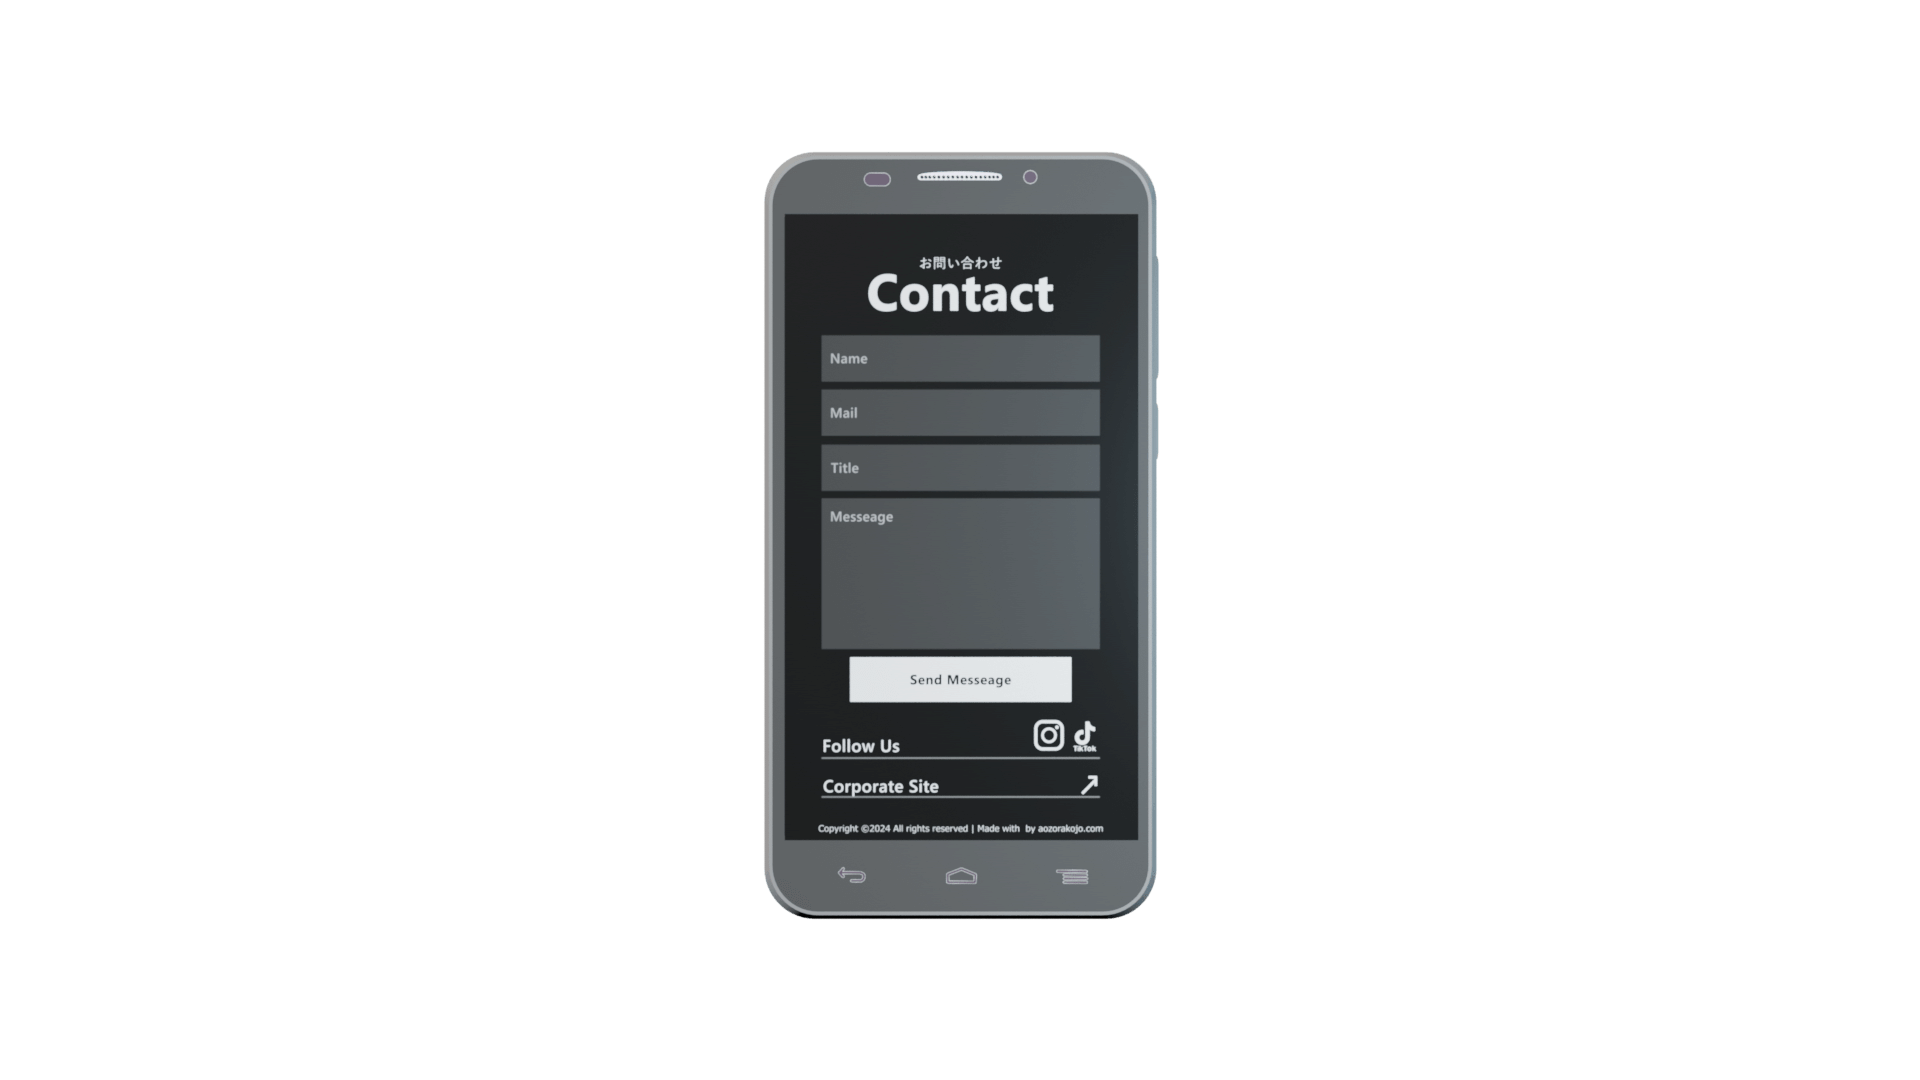 お問い合わせ
Contact
Name
Mail
Title
Messeage
Send Messeage
TikTok
Follow Us
Corporate Site
Copyright ©2024 All rights reserved | Made with by aozorakojo.com